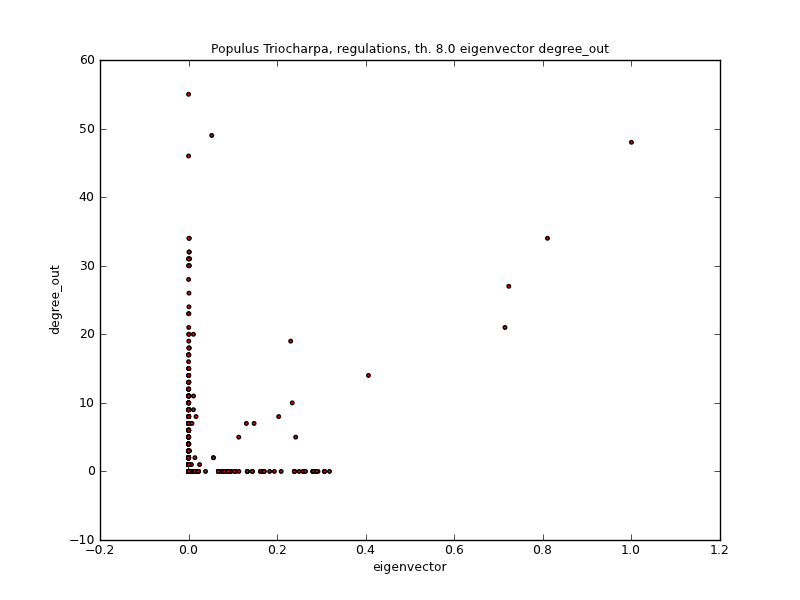 Populus Triocharpa, regulations, th. 8.0 eigenvector degree_out
60
50
40
30
20
10
0
−10
degree_out
−0.2 0.0 0.2 0.4 0.6 0.8 1.0 1.2
eigenvector